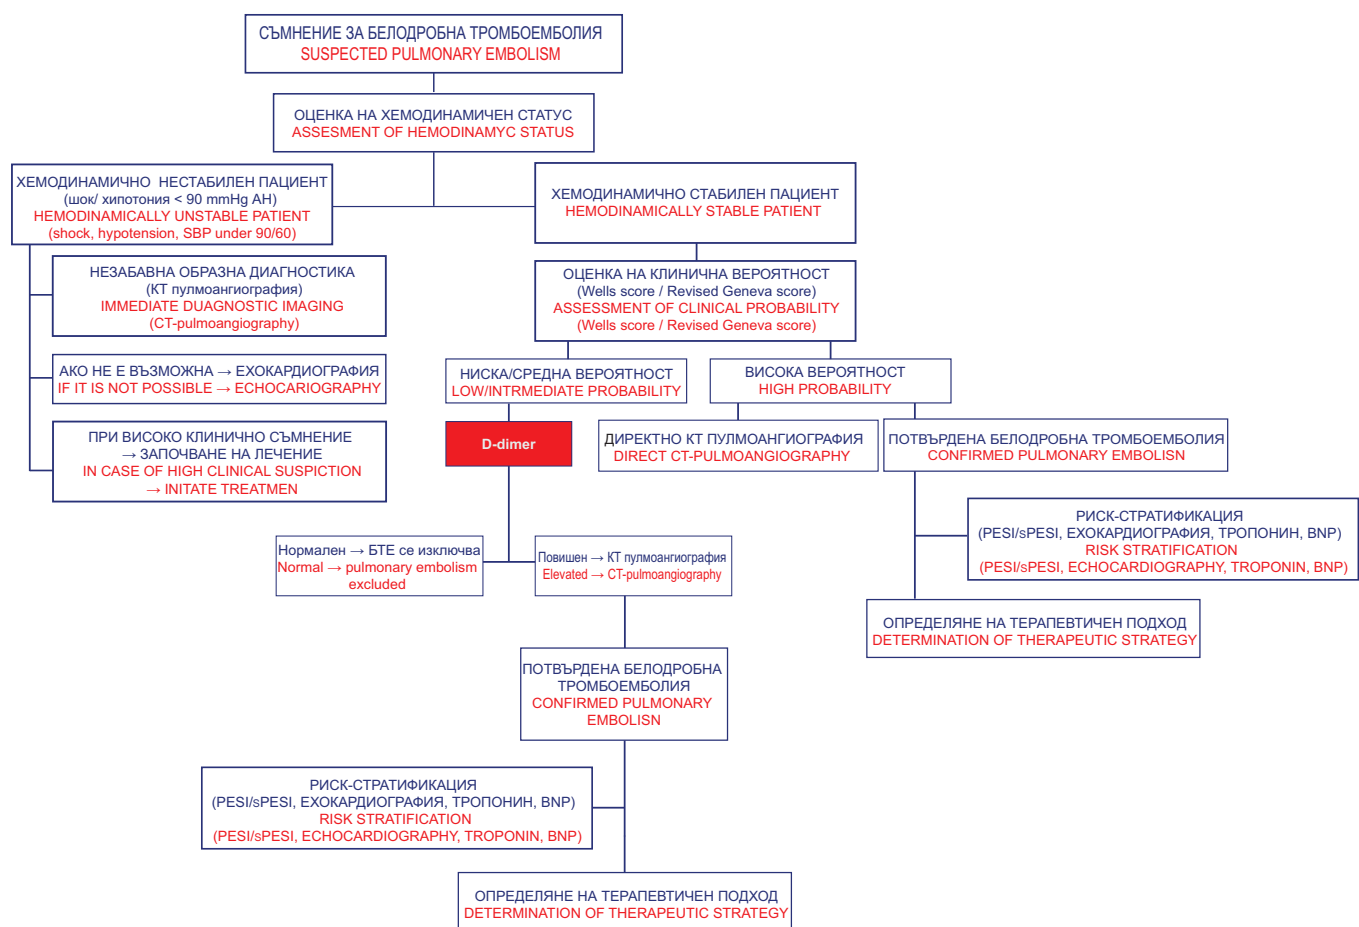 СЪМНЕНИЕ ЗА БЕЛОДРОБНА ТРОМБОЕМБОЛИЯ
SUSPECTED PULMONARY EMBOLISM
ОЦЕНКА НА ХЕМОДИНАМИЧЕН СТАТУС
ASSESMENT OF HEMODINAMYC STATUS
ХЕМОДИНАМИЧНО НЕСТАБИЛЕН ПАЦИЕНТ
(шок/ хипотония < 90 mmHg АН)
HEMODINAMICALLY UNSTABLE PATIENT
(shock, hypotension, SBP under 90/60)
ХЕМОДИНАМИЧНО СТАБИЛЕН ПАЦИЕНТ
HEMODINAMICALLY STABLE PATIENT
НЕЗАБАВНА ОБРАЗНА ДИАГНОСТИКА
(КТ пулмоангиография)
IMMEDIATE DUAGNOSTIC IMAGING
(CT-pulmoangiography)
АКО НЕ Е ВЪЗМОЖНА → ЕХОКАРДИОГРАФИЯ
IF IT IS NOT POSSIBLE → ECHOCARIOGRAPHY
ПРИ ВИСОКО КЛИНИЧНО СЪМНЕНИЕ
→ ЗАПОЧВАНЕ НА ЛЕЧЕНИЕ
IN CASE OF HIGH CLINICAL SUSPICTION
→ INITATE TREATMEN
ОЦЕНКА НА КЛИНИЧНА ВЕРОЯТНОСТ
(Wells score / Revised Geneva score)
ASSESSMENT OF CLINICAL PROBABILITY
(Wells score / Revised Geneva score)
НИСКА/СРЕДНА ВЕРОЯТНОСТ
LOW/INTRMEDIATE PROBABILITY
ВИСОКА ВЕРОЯТНОСТ
HIGH PROBABILITY
D-dimer
ДИРЕКТНО КТ ПУЛМОАНГИОГРАФИЯ
DIRECT CT-PULMOANGIOGRAPHY
ПОТВЪРДЕНА БЕЛОДРОБНА ТРОМБОЕМБОЛИЯ
CONFIRMED PULMONARY EMBOLISN
Нормален → БТЕ се изключва
Normal → pulmonary embolism
excluded
Повишен → КТ пулмоангиография
Elevated → CT-pulmoangiography
РИСК-СТРАТИФИКАЦИЯ
(PESI/sPESI, ЕХОКАРДИОГРАФИЯ, ТРОПОНИН, BNP)
RISK STRATIFICATION
(PESI/sPESI, ECHOCARDIOGRAPHY, TROPONIN, BNP)
ОПРЕДЕЛЯНЕ НА ТЕРАПЕВТИЧЕН ПОДХОД
DETERMINATION OF THERAPEUTIC STRATEGY
ПОТВЪРДЕНА БЕЛОДРОБНА
ТРОМБОЕМБОЛИЯ
CONFIRMED PULMONARY
EMBOLISN
РИСК-СТРАТИФИКАЦИЯ
(PESI/sPESI, ЕХОКАРДИОГРАФИЯ, ТРОПОНИН, BNP)
RISK STRATIFICATION
(PESI/sPESI, ECHOCARDIOGRAPHY, TROPONIN, BNP)
ОПРЕДЕЛЯНЕ НА ТЕРАПЕВТИЧЕН ПОДХОД
DETERMINATION OF THERAPEUTIC STRATEGY